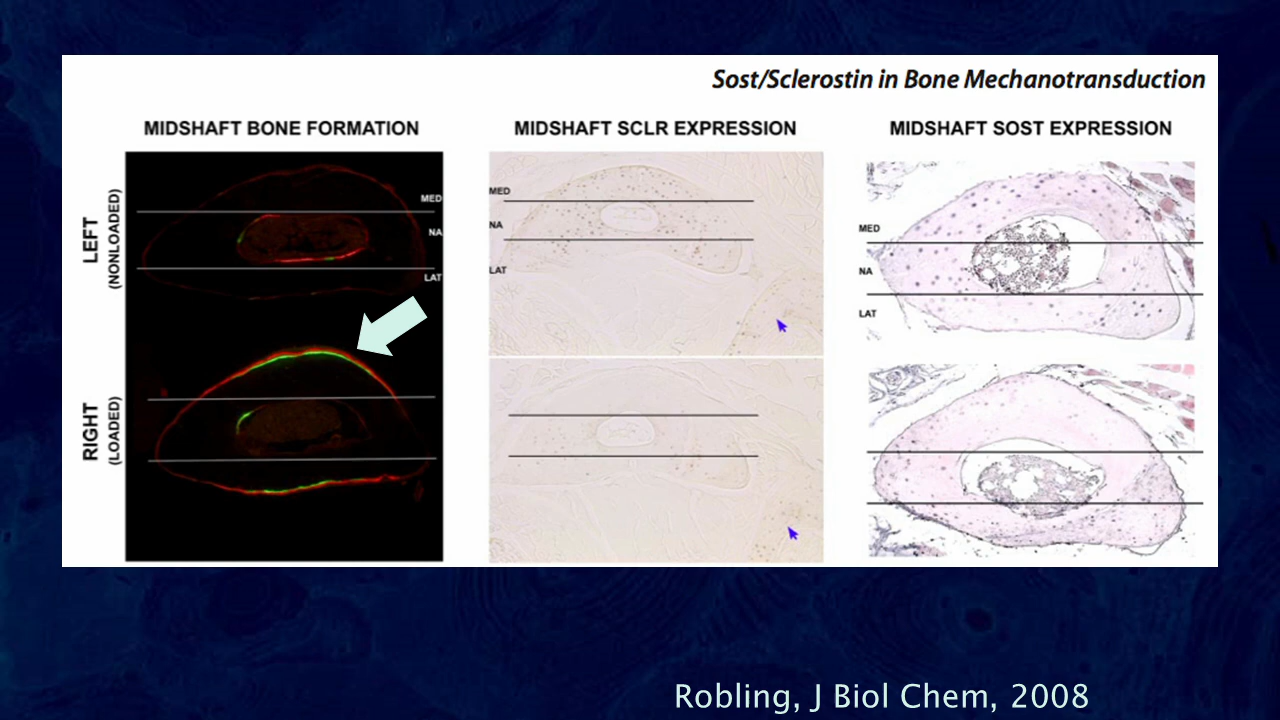 Sost/Sclerostin in Bone Mechanotransduction
MIDSHAFT BONE FORMATION
MIDSHAFT SCLR EXPRESSION
MIDSHAFT SOST EXPRESSION
LEFT
(NONLOADED)
MED
NA
LAT
MED
NA
LAT
MED
NA
LAT
RIGHT
(LOADED)
Robling, J Biol Chem, 2008